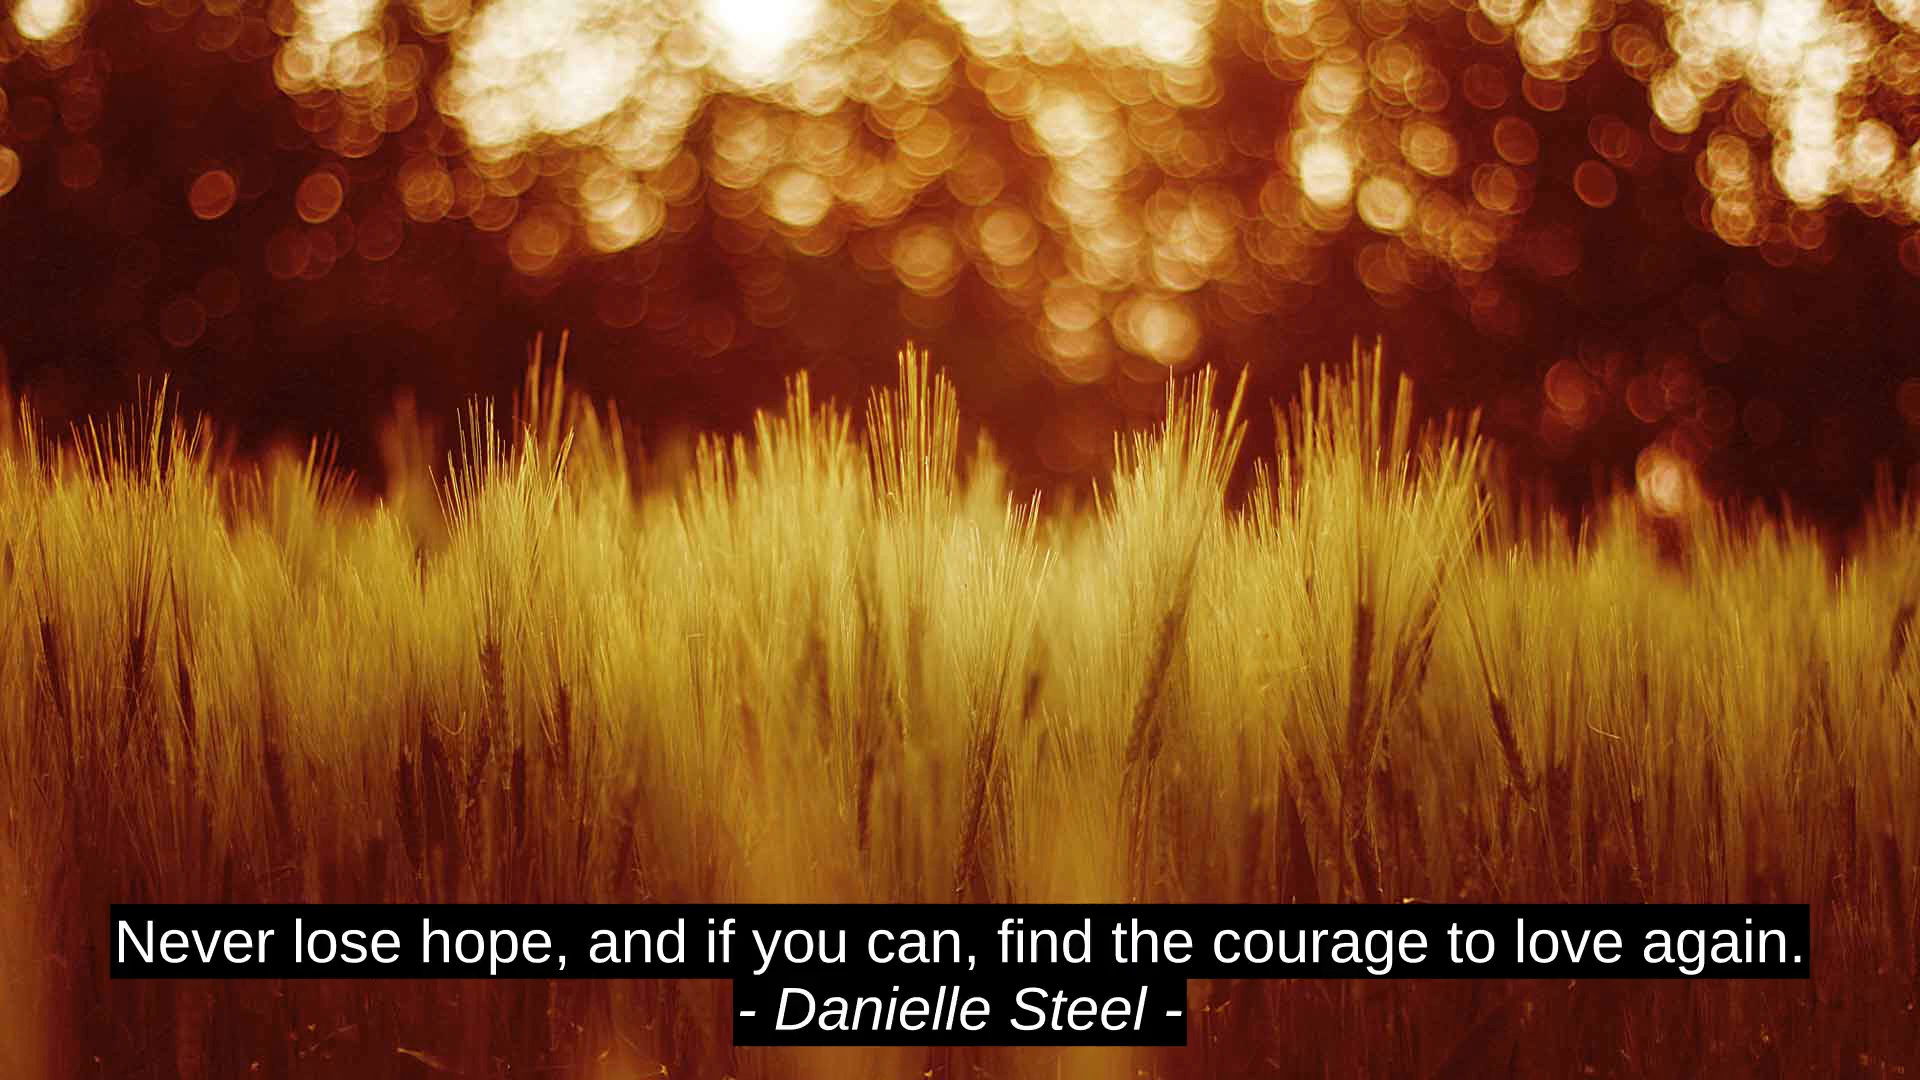 Never lose hope, and if you can, find the courage to love again.
- Danielle Steel -